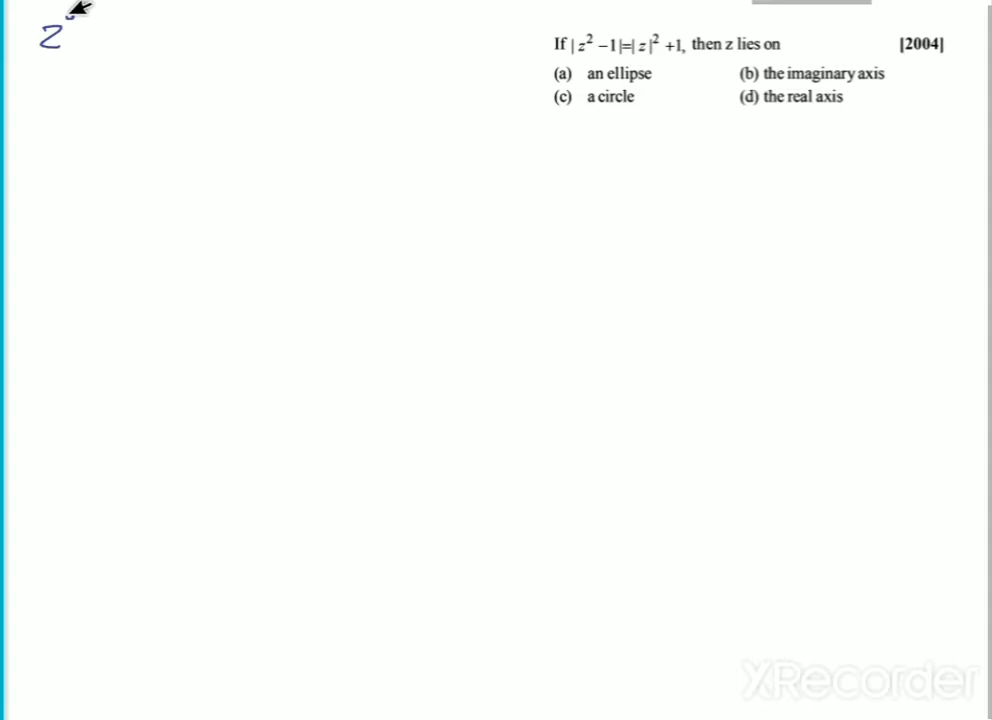 z
If | z² – 1|=| z |² + 1, then z lies on [2004]
(a) an ellipse (b) the imaginary axis
(c) a circle (d) the real axis
XRecorder